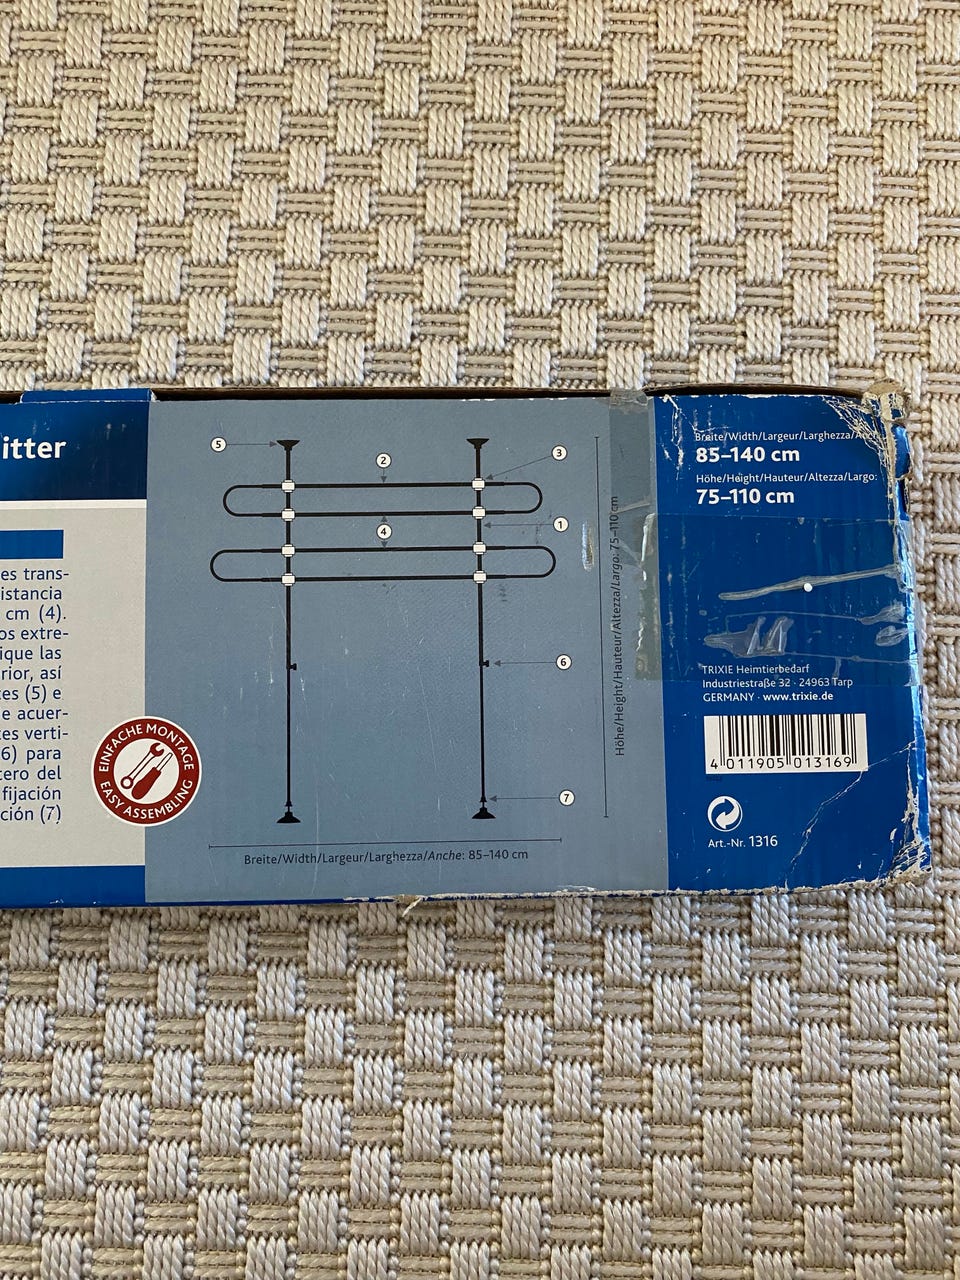 itter
es trans-
istancia
cm (4).
os extre-
ique las
rior, así
es (5) e
e acuer-
es verti-
6) para
tero del
fijación
ción (7)
EINFACHE MONTAGE
EASY ASSEMBLING
5
2
3
4
1
6
7
Breite/Width/Largeur/Larghezza/Anche: 85–140 cm
Höhe/Height/Hauteur/Altezza/Largo: 75–110 cm
Breite/Width/Largeur/Larghezza/
85–140 cm
Höhe/Height/Hauteur/Altezza/Largo:
75–110 cm
TRIXIE Heimtierbedarf
Industriestraße 32 · 24963 Tarp
GERMANY · www.trixie.de
4 011905 013169
Art.-Nr. 1316